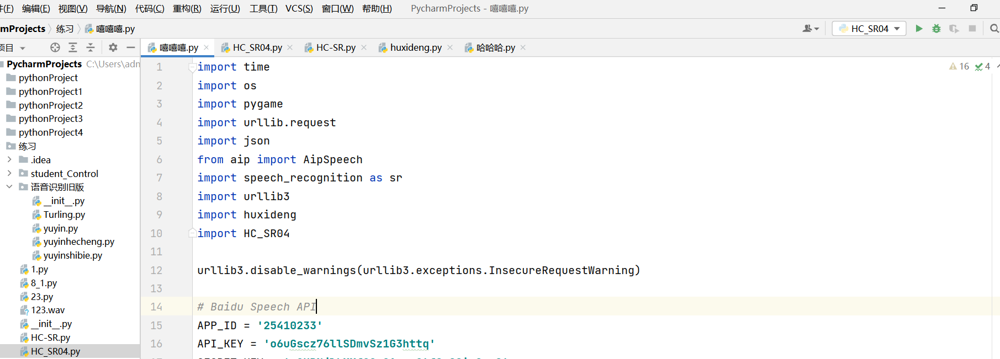 件(F) 编辑(E) 视图(V) 导航(N) 代码(C) 重构(R) 运行(U) 工具(T) VCS(S) 窗口(W) 帮助(H) PycharmProjects - 嘻嘻嘻.py
mProjects 练习 嘻嘻嘻.py HC_SR04
项目 嘻嘻嘻.py HC_SR04.py HC-SR.py huxideng.py 哈哈哈.py
PycharmProjects C:\Users\adn
pythonProject
pythonProject1
pythonProject2
pythonProject3
pythonProject4
练习
.idea
student_Control
语音识别旧版
__init__.py
Turling.py
yuyin.py
yuyinhecheng.py
yuyinshibie.py
1.py
8_1.py
23.py
123.wav
__init__.py
HC-SR.py
HC_SR04.py
16 4
1 import time
2 import os
3 import pygame
4 import urllib.request
5 import json
6 from aip import AipSpeech
7 import speech_recognition as sr
8 import urllib3
9 import huxideng
10 import HC_SR04
11
12 urllib3.disable_warnings(urllib3.exceptions.InsecureRequestWarning)
13
14 # Baidu Speech API
15 APP_ID = '25410233'
16 API_KEY = 'o6uGscz76llSDmvSz1G3httq'